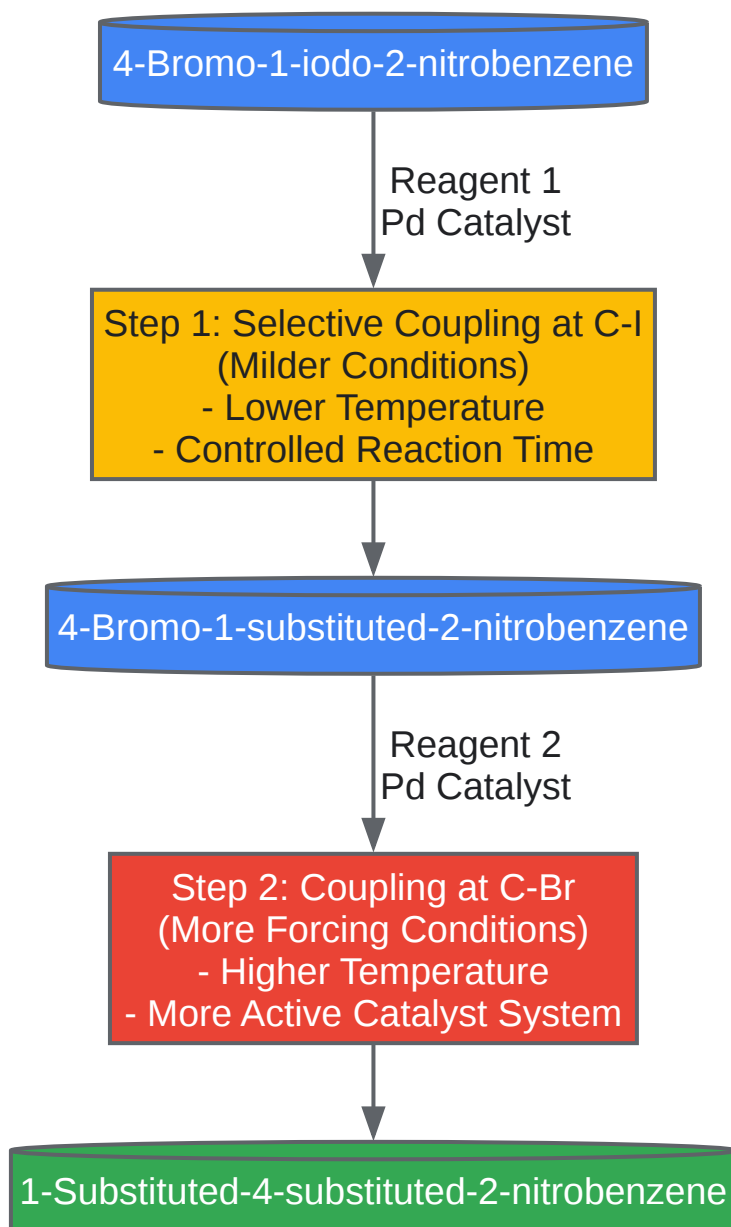 4-Bromo-1-iodo-2-nitrobenzene
Reagent 1
Pd Catalyst
Step 1: Selective Coupling at C-I
(Milder Conditions)
- Lower Temperature
- Controlled Reaction Time
4-Bromo-1-substituted-2-nitrobenzene
Reagent 2
Pd Catalyst
Step 2: Coupling at C-Br
(More Forcing Conditions)
- Higher Temperature
- More Active Catalyst System
1-Substituted-4-substituted-2-nitrobenzene